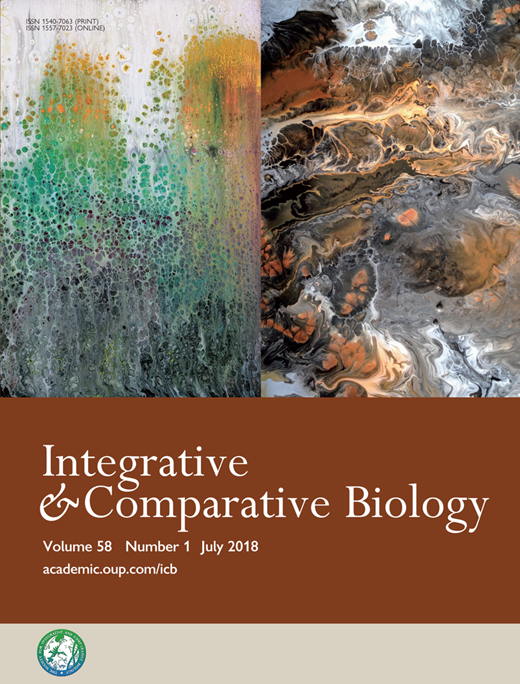 ISSN 1540-7063 (PRINT)
ISSN 1557-7023 (ONLINE)
Integrative
& Comparative Biology
Volume 58 Number 1 July 2018
academic.oup.com/icb